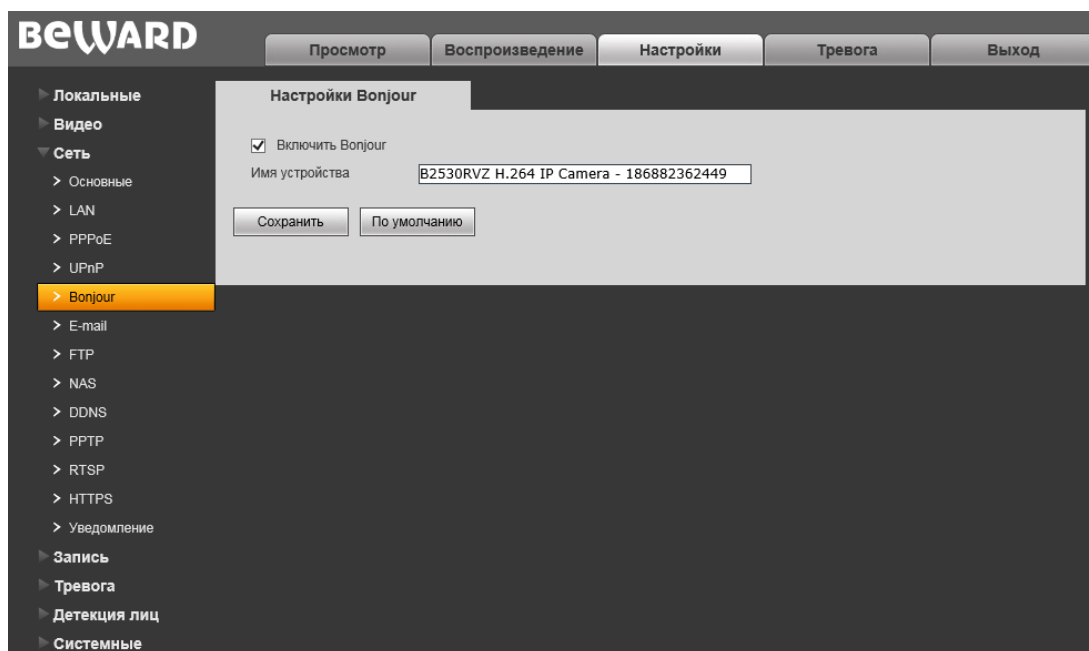 BEWARD
Просмотр
Воспроизведение
Настройки
Тревога
Выход
Локальные
Видео
Сеть
Основные
LAN
PPPoE
UPnP
Bonjour
E-mail
FTP
NAS
DDNS
PPTP
RTSP
HTTPS
Уведомление
Запись
Тревога
Детекция лиц
Системные
Настройки Bonjour
Включить Bonjour
Имя устройства B2530RVZ H.264 IP Camera - 186882362449
Сохранить По умолчанию